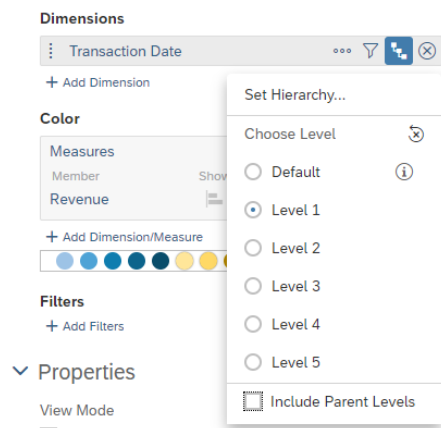 Dimensions
Transaction Date
+ Add Dimension
Color
Measures
Member Show
Revenue
+ Add Dimension/Measure
Filters
+ Add Filters
Properties
View Mode
Set Hierarchy...
Choose Level
Default
Level 1
Level 2
Level 3
Level 4
Level 5
Include Parent Levels